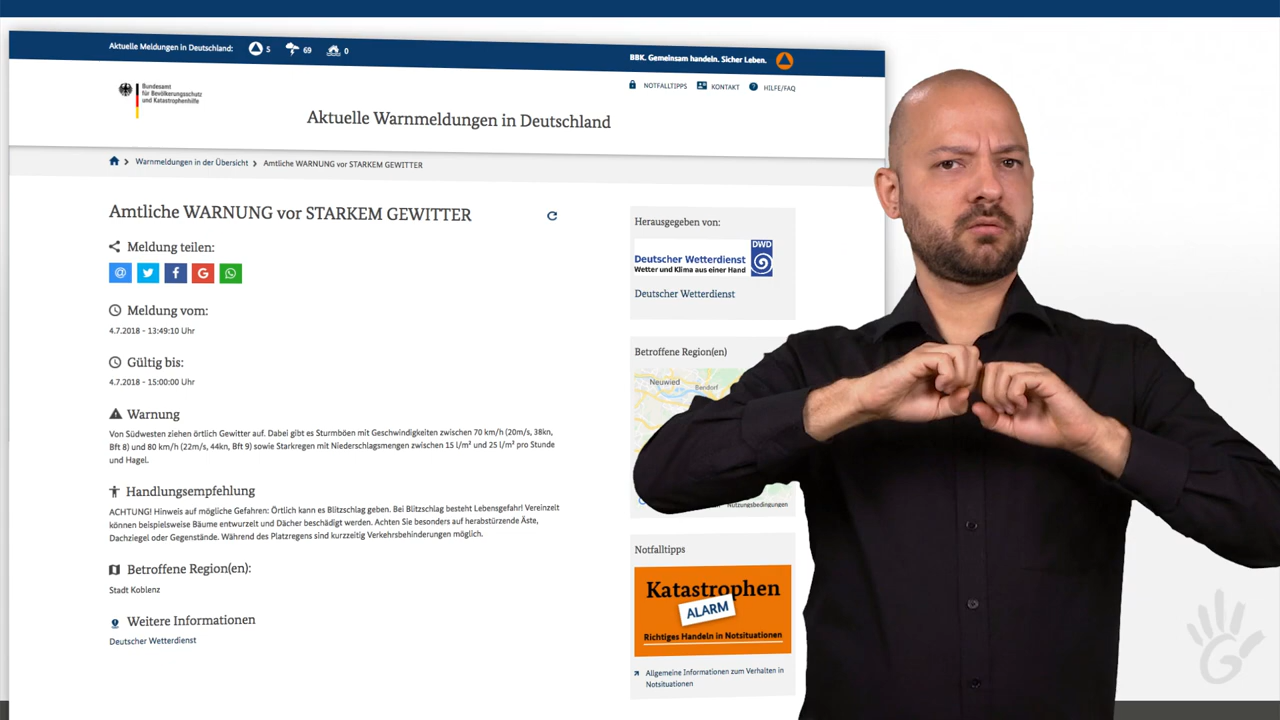 Aktuelle Meldungen in Deutschland: 5 69 0
BBK. Gemeinsam handeln. Sicher Leben.
NOTFALLTIPPS KONTAKT HILFE/FAQ
Bundesamt
für Bevölkerungsschutz
und Katastrophenhilfe
Aktuelle Warnmeldungen in Deutschland
Warnmeldungen in der Übersicht > Amtliche WARNUNG vor STARKEM GEWITTER
Amtliche WARNUNG vor STARKEM GEWITTER
Meldung teilen:
Meldung vom:
4.7.2018 - 13:49:10 Uhr
Gültig bis:
4.7.2018 - 15:00:00 Uhr
Warnung
Von Südwesten ziehen örtlich Gewitter auf. Dabei gibt es Sturmböen mit Geschwindigkeiten zwischen 70 km/h (20m/s, 38kn,
Bft 8) und 80 km/h (22m/s, 44kn, Bft 9) sowie Starkregen mit Niederschlagsmengen zwischen 15 l/m² und 25 l/m² pro Stunde
und Hagel.
Handlungsempfehlung
ACHTUNG! Hinweis auf mögliche Gefahren: Örtlich kann es Blitzschlag geben. Bei Blitzschlag besteht Lebensgefahr! Vereinzelt
können beispielsweise Bäume entwurzelt und Dächer beschädigt werden. Achten Sie besonders auf herabstürzende Äste,
Dachziegel oder Gegenstände. Während des Platzregens sind kurzzeitig Verkehrsbehinderungen möglich.
Betroffene Region(en):
Stadt Koblenz
Weitere Informationen
Deutscher Wetterdienst
Herausgegeben von:
Deutscher Wetterdienst DWD
Wetter und Klima aus einer Hand
Deutscher Wetterdienst
Betroffene Region(en)
Neuwied
Bendorf
Nutzungsbedingungen
Notfalltipps
Katastrophen
ALARM
Richtiges Handeln in Notsituationen
Allgemeine Informationen zum Verhalten in
Notsituationen